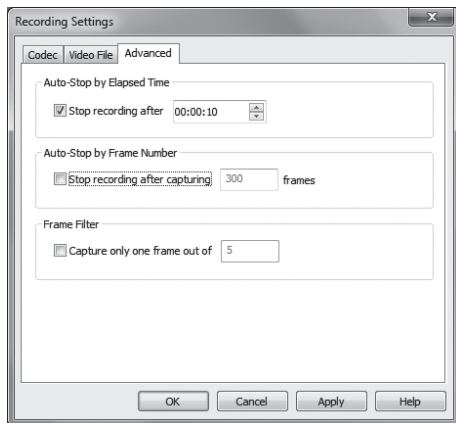 Recording Settings
x
Codec Video File Advanced
Auto-Stop by Elapsed Time
Stop recording after 00:00:10
Auto-Stop by Frame Number
Stop recording after capturing 300 frames
Frame Filter
Capture only one frame out of 5
OK Cancel Apply Help